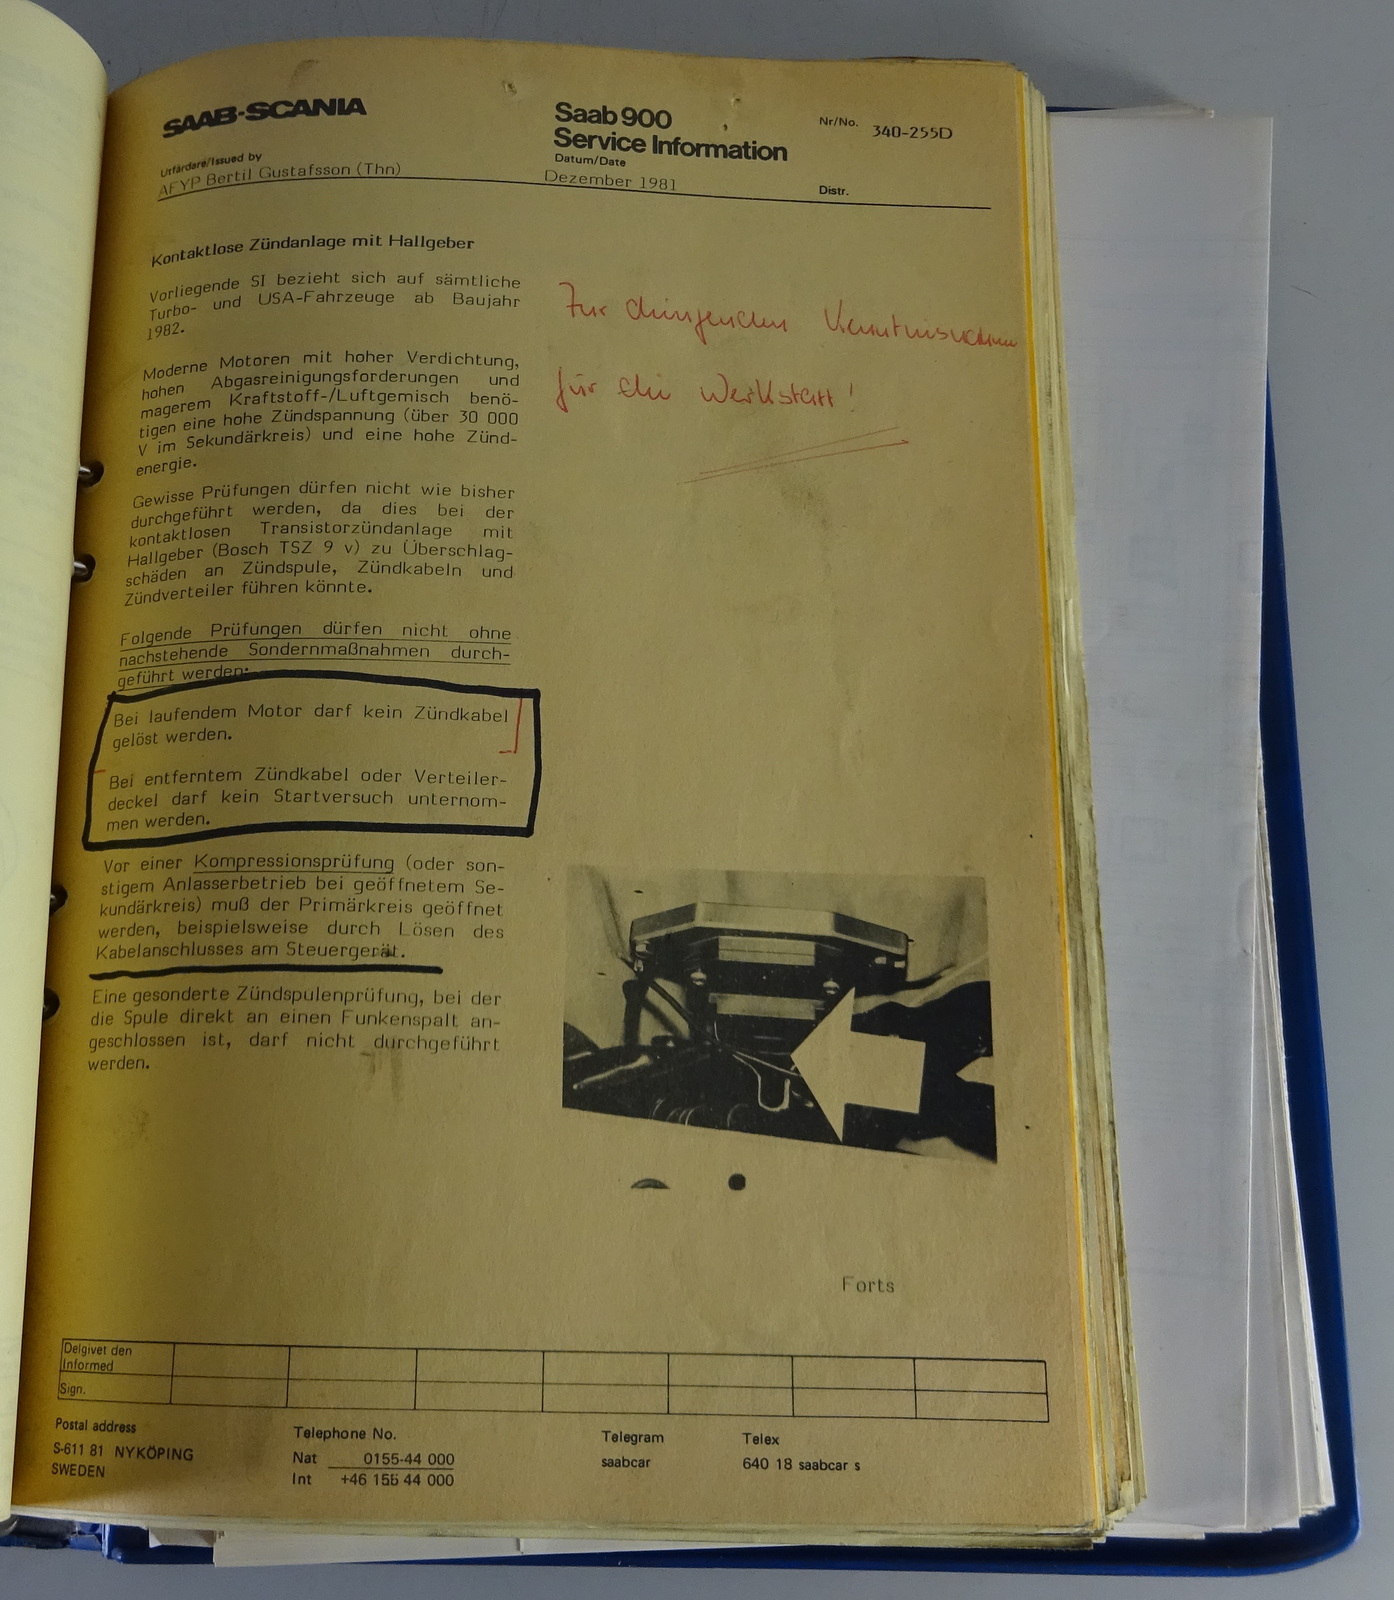 SAAB-SCANIA
Saab 900
Service Information
Nr/No. 340-255D
Utfärdare/Issued by
AFYP Bertil Gustafsson (Thn)
Datum/Date
Dezember 1981
Distr.
Kontaktlose Zündanlage mit Hallgeber
Vorliegende SI bezieht sich auf sämtliche
Turbo- und USA-Fahrzeuge ab Baujahr
1982.
Moderne Motoren mit hoher Verdichtung,
hohen Abgasreinigungsforderungen und
magerem Kraftstoff-/Luftgemisch benö-
tigen eine hohe Zündspannung (über 30 000
V im Sekundärkreis) und eine hohe Zünd-
energie.
Gewisse Prüfungen dürfen nicht wie bisher
durchgeführt werden, da dies bei der
kontaktlosen Transistorzündanlage mit
Hallgeber (Bosch TSZ 9 v) zu Überschlag-
schäden an Zündspule, Zündkabeln und
Zündverteiler führen könnte.
Folgende Prüfungen dürfen nicht ohne
nachstehende Sondernmaßnahmen durch-
geführt werden:
Bei laufendem Motor darf kein Zündkabel
gelöst werden.
Bei entferntem Zündkabel oder Verteiler-
deckel darf kein Startversuch unternom-
men werden.
Vor einer Kompressionsprüfung (oder son-
stigem Anlasserbetrieb bei geöffnetem Se-
kundärkreis) muß der Primärkreis geöffnet
werden, beispielsweise durch Lösen des
Kabelanschlusses am Steuergerät.
Eine gesonderte Zündspulenprüfung, bei der
die Spule direkt an einen Funkenspalt an-
geschlossen ist, darf nicht durchgeführt
werden.
Zur dringenden Kenntnisnahme
für die Werkstatt!
Forts
Delgivet den
Informed
Sign.
Postal address
S-611 81 NYKÖPING
SWEDEN
Telephone No.
Nat 0155-44 000
Int +46 155 44 000
Telegram
saabcar
Telex
640 18 saabcar s